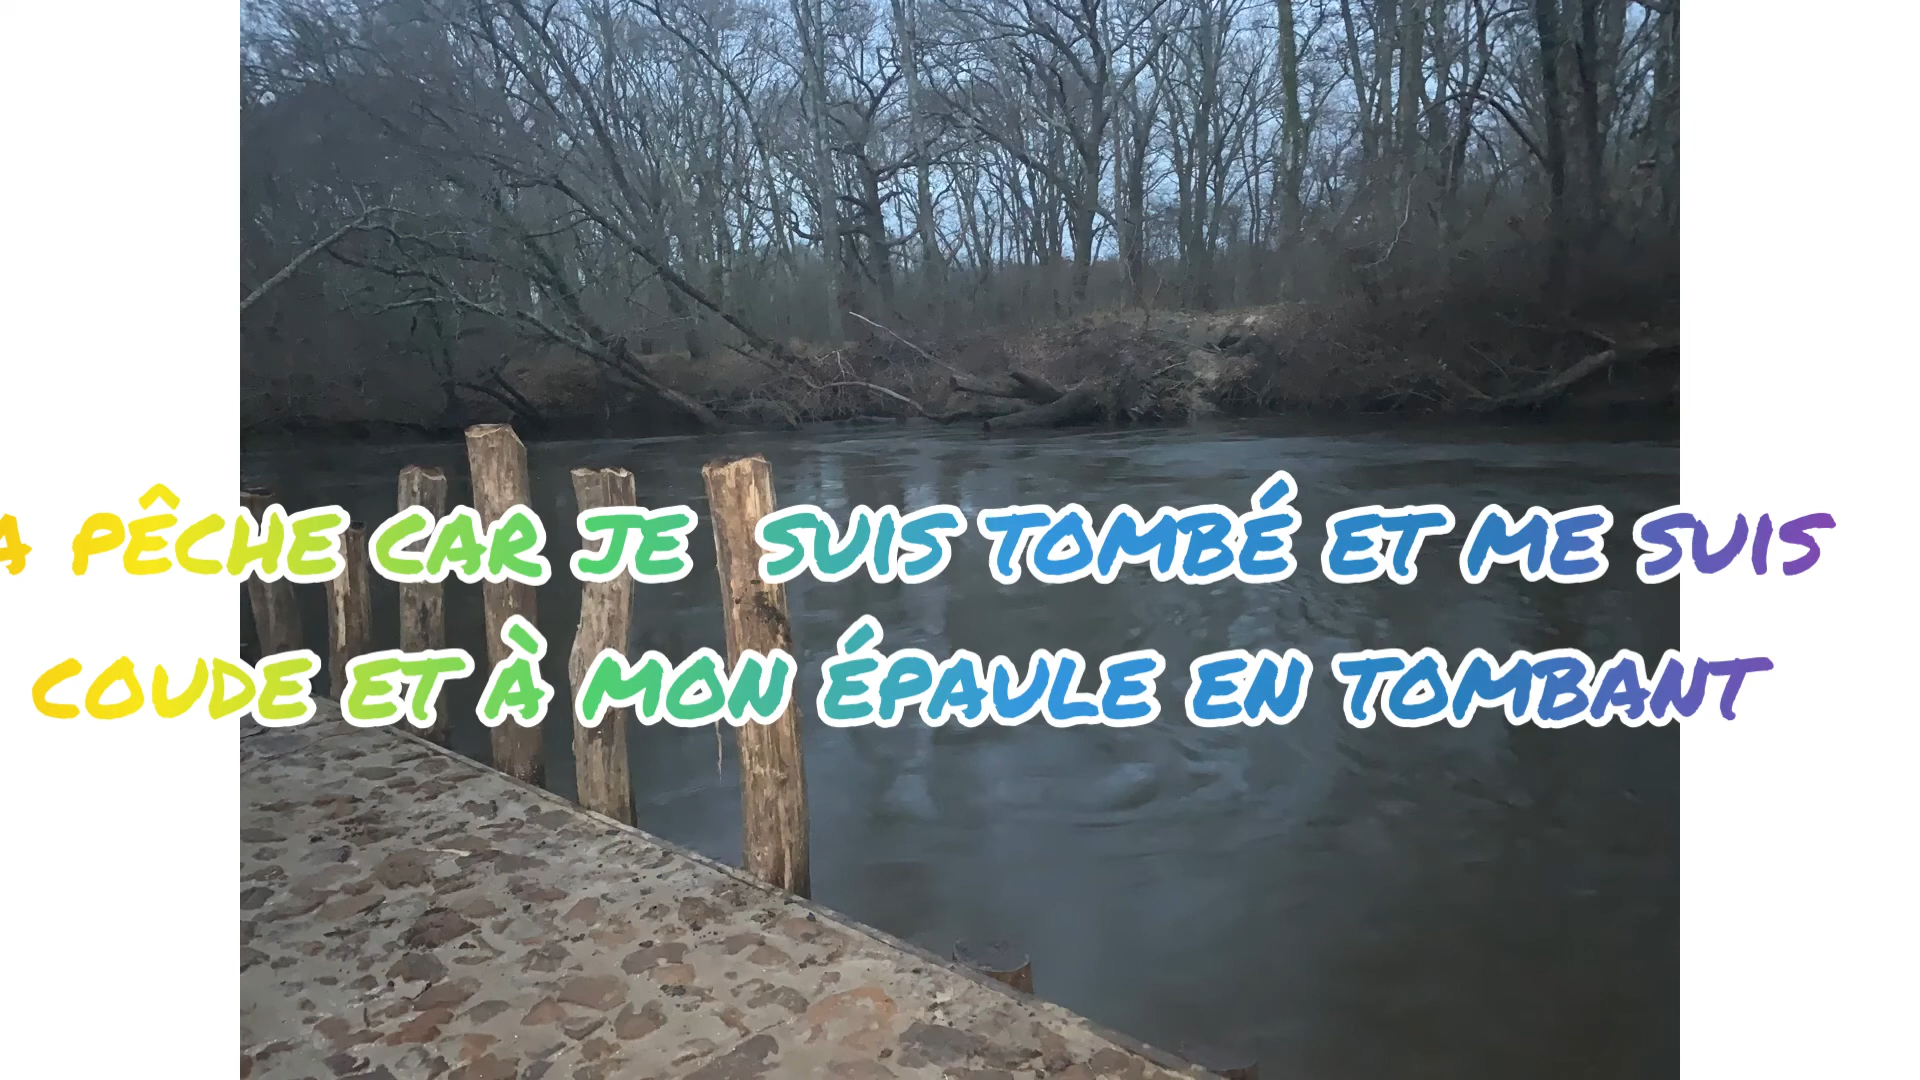 A PÊCHE CAR JE SUIS TOMBÉ ET ME SUIS
COUDE ET À MON ÉPAULE EN TOMBANT